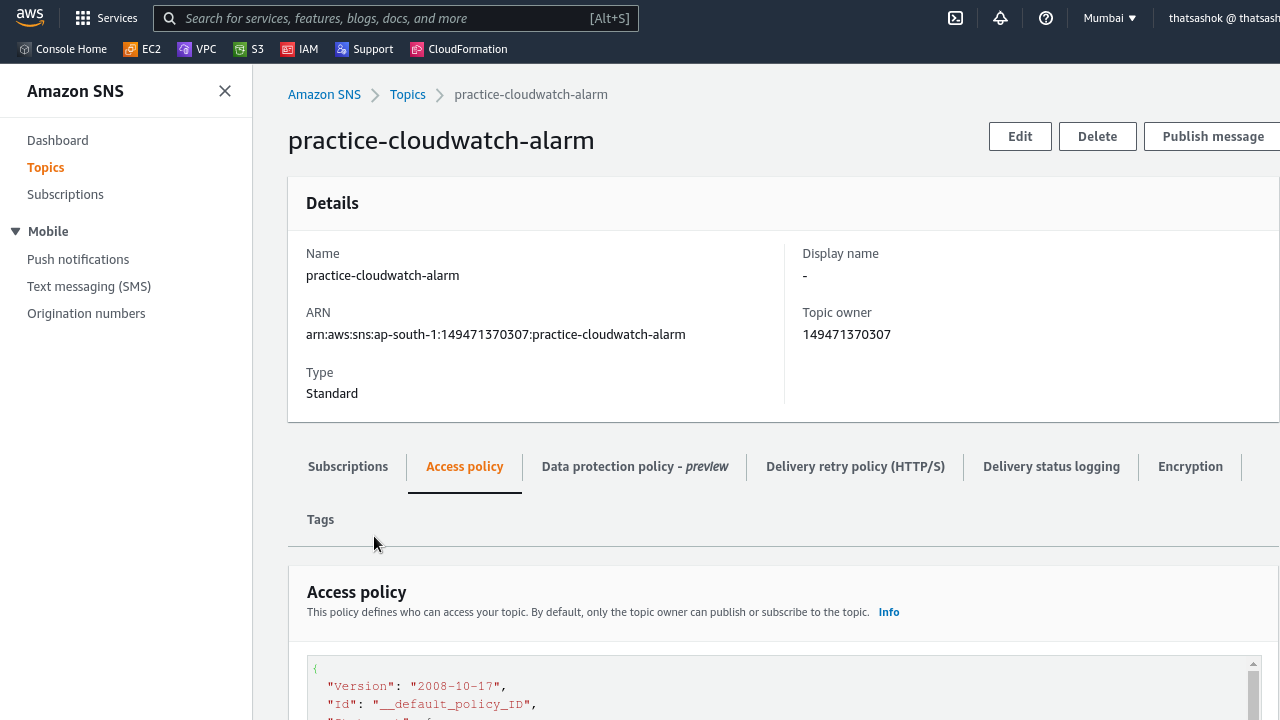 aws Services Search for services, features, blogs, docs, and more [Alt+S] Mumbai thatsashok @ thatsash
Console Home EC2 VPC S3 IAM Support CloudFormation
Amazon SNS
Dashboard
Topics
Subscriptions
Mobile
Push notifications
Text messaging (SMS)
Origination numbers
Amazon SNS Topics practice-cloudwatch-alarm
practice-cloudwatch-alarm Edit Delete Publish message
Details
Name
practice-cloudwatch-alarm
ARN
arn:aws:sns:ap-south-1:149471370307:practice-cloudwatch-alarm
Type
Standard
Display name
-
Topic owner
149471370307
Subscriptions Access policy Data protection policy - preview Delivery retry policy (HTTP/S) Delivery status logging Encryption
Tags
Access policy
This policy defines who can access your topic. By default, only the topic owner can publish or subscribe to the topic. Info
{
"Version": "2008-10-17",
"Id": "__default_policy_ID",